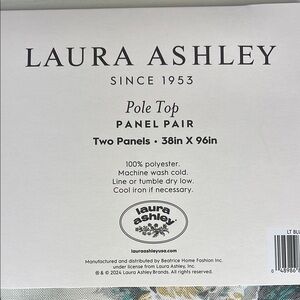 LAURA ASHLEY
SINCE 1953
Pole Top
PANEL PAIR
Two Panels • 38in X 96in
100% polyester.
Machine wash cold.
Line or tumble dry low.
Cool iron if necessary.
laura
ashley
lauraashleyusa.com
Manufactured and distributed by Beatrice Home Fashion Inc.
under license from Laura Ashley, Inc.
® & © 2024 Laura Ashley Brands. All rights reserved.
LT BLU